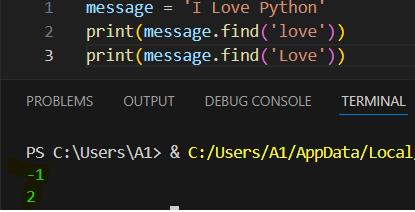 1 message = 'I Love Python'
2 print(message.find('love'))
3 print(message.find('Love'))
PROBLEMS OUTPUT DEBUG CONSOLE TERMINAL
PS C:\Users\A1> & C:/Users/A1/AppData/Local/
-1
2